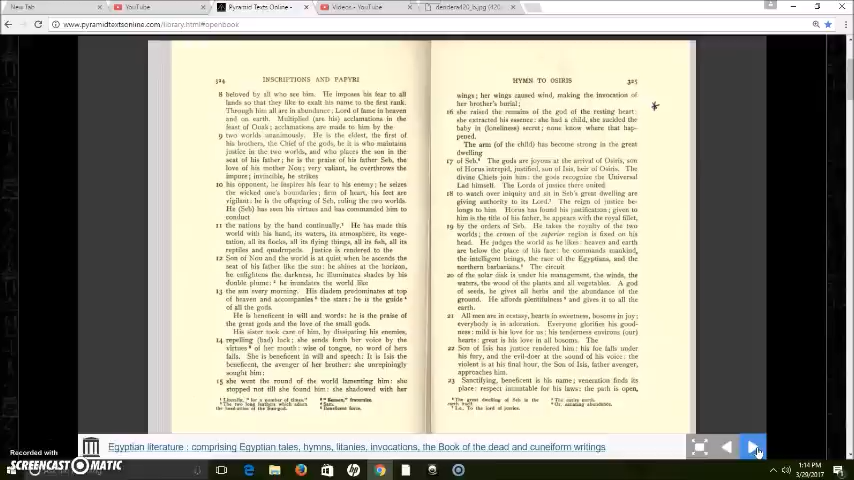 New Tab
YouTube
Pyramid Texts Online -
Videos - YouTube
dendera420_b.jpg
www.pyramidtextsonline.com/library.html#openbook
324 INSCRIPTIONS AND PAPYRI
8 beloved by all who see him. He imposes his fear to all
lands so that they like to exalt his name to the first rank.
Through him all are in abundance; Lord of fame in heaven
and on earth. Multiplied (are his) acclamations in the
feast of Ouak; acclamations are made to him by the
9 two worlds unanimously. He is the eldest, the first of
his brothers, the Chief of the gods, he it is who maintains
justice in the two worlds, and who places the son in the
seat of his father; he is the praise of his father Seb, the
love of his mother Nou; very valiant, he overthrows the
impure; invincible, he strikes
10 his opponent, he inspires his fear to his enemy; he seizes
the wicked one's boundaries; firm of heart, his feet are
vigilant; he is the offspring of Seb, ruling the two worlds.
He (Seb) has seen his virtues and has commanded him to
conduct
11 the nations by the hand continually. He has made this
world with his hand, its waters, its atmosphere, its vege-
tation, all its flocks, all its flying things, all its fish, all its
reptiles and quadrupeds. Justice is rendered to the
12 Son of Nou and the world is at quiet when he ascends the
seat of his father like the sun: he shines at the horizon,
he enlightens the darkness, he illuminates shades by his
double plume: he inundates the world like
13 the sun every morning. His diadem predominates at top
of heaven and accompanies the stars: he is the guide
of all the gods.
He is beneficent in will and words: he is the praise of
the great gods and the love of the small gods.
His sister took care of him, by dissipating his enemies,
14 repelling (bad) luck; she sends forth her voice by the
virtues of her mouth: wise of tongue, no word of hers
fails. She is beneficent in will and speech: It is Isis the
beneficent, the avenger of her brother: she unrepiningly
sought him:
15 she went the round of the world lamenting him: she
stopped not till she found him: she shadowed with her
HYMN TO OSIRIS 325
wings; her wings caused wind, making the invocation of
her brother's burial;
16 she raised the remains of the god of the resting heart:
she extracted his essence: she had a child, she suckled the
baby in (loneliness) secret; none know where that hap-
pened.
The arm (of the child) has become strong in the great
dwelling
17 of Seb. The gods are joyous at the arrival of Osiris, son
of Horus intrepid, justified, son of Isis, heir of Osiris. The
divine Chiefs join him: the gods recognize the Universal
Lord himself. The Lords of justice there united
18 to watch over iniquity and sit in Seb's great dwelling are
giving authority to its Lord. The reign of justice be-
longs to him Horus has found his justification; given to
him is the title of his father, he appears with the royal fillet,
19 by the orders of Seb. He takes the royalty of the two
worlds; the crown of the superior region is fixed on his
head. He judges the world as he likes: heaven and earth
are below the place of his face: he commands mankind,
the intelligent beings, the race of the Egyptians, and the
northern barbarians. The circuit
20 of the solar disk is under his management, the winds, the
waters, the wood of the plants and all vegetables. A god
of seeds, he gives all herbs and the abundance of the
ground. He affords plentifulness and gives it to all the
earth.
21 All men are in ecstasy, hearts in sweetness, bosoms in joy;
everybody is in adoration. Everyone glorifies his good-
ness: mild is his love for us; his tenderness environs (our)
hearts: great is his love in all bosoms. The
22 Son of Isis has justice rendered him: his foe falls under
his fury, and the evil-doer at the sound of his voice: the
violent is at his final hour, the Son of Isis, father avenger,
approaches him.
23 Sanctifying, beneficent is his name; veneration finds its
place: respect immutable for his laws: the path is open,
Egyptian literature ; comprising Egyptian tales, hymns, litanies, invocations, the Book of the dead and cuneiform writings
Recorded with
SCREENCAST O MATIC
hp
1:14 PM
3/29/2017